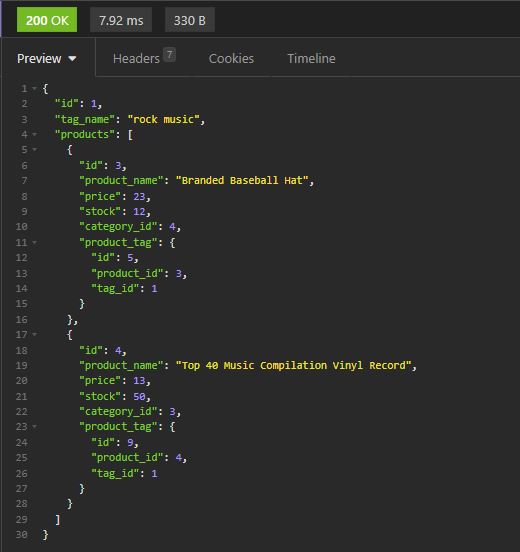 200 OK 7.92 ms 330 B
Preview Headers 7 Cookies Timeline
1 {
2 "id": 1,
3 "tag_name": "rock music",
4 "products": [
5 {
6 "id": 3,
7 "product_name": "Branded Baseball Hat",
8 "price": 23,
9 "stock": 12,
10 "category_id": 4,
11 "product_tag": {
12 "id": 5,
13 "product_id": 3,
14 "tag_id": 1
15 }
16 },
17 {
18 "id": 4,
19 "product_name": "Top 40 Music Compilation Vinyl Record",
20 "price": 13,
21 "stock": 50,
22 "category_id": 3,
23 "product_tag": {
24 "id": 9,
25 "product_id": 4,
26 "tag_id": 1
27 }
28 }
29 ]
30 }